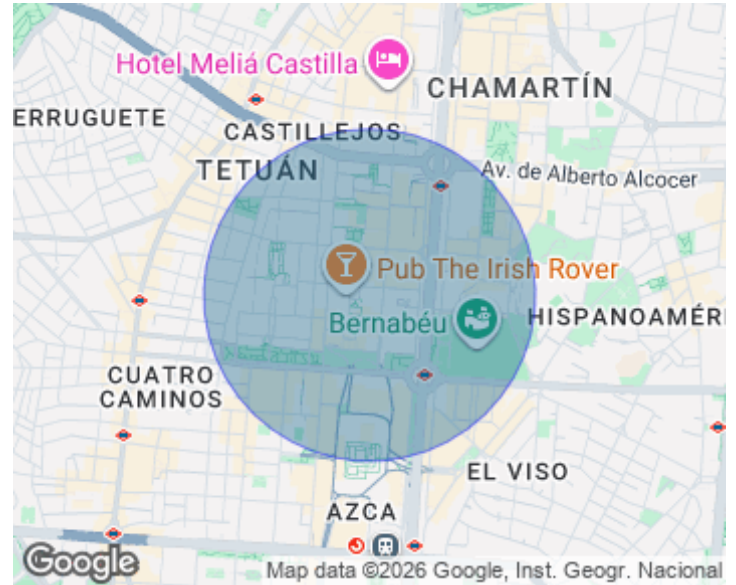 Hotel Meliá Castilla
CHAMARTÍN
ERRUGUETE
CASTILLEJOS
TETUÁN
Av. de Alberto Alcocer
Pub The Irish Rover
Bernabéu
HISPANOAMÉRI
CUATRO
CAMINOS
EL VISO
AZCA
Google
Map data ©2026 Google, Inst. Geogr. Nacional